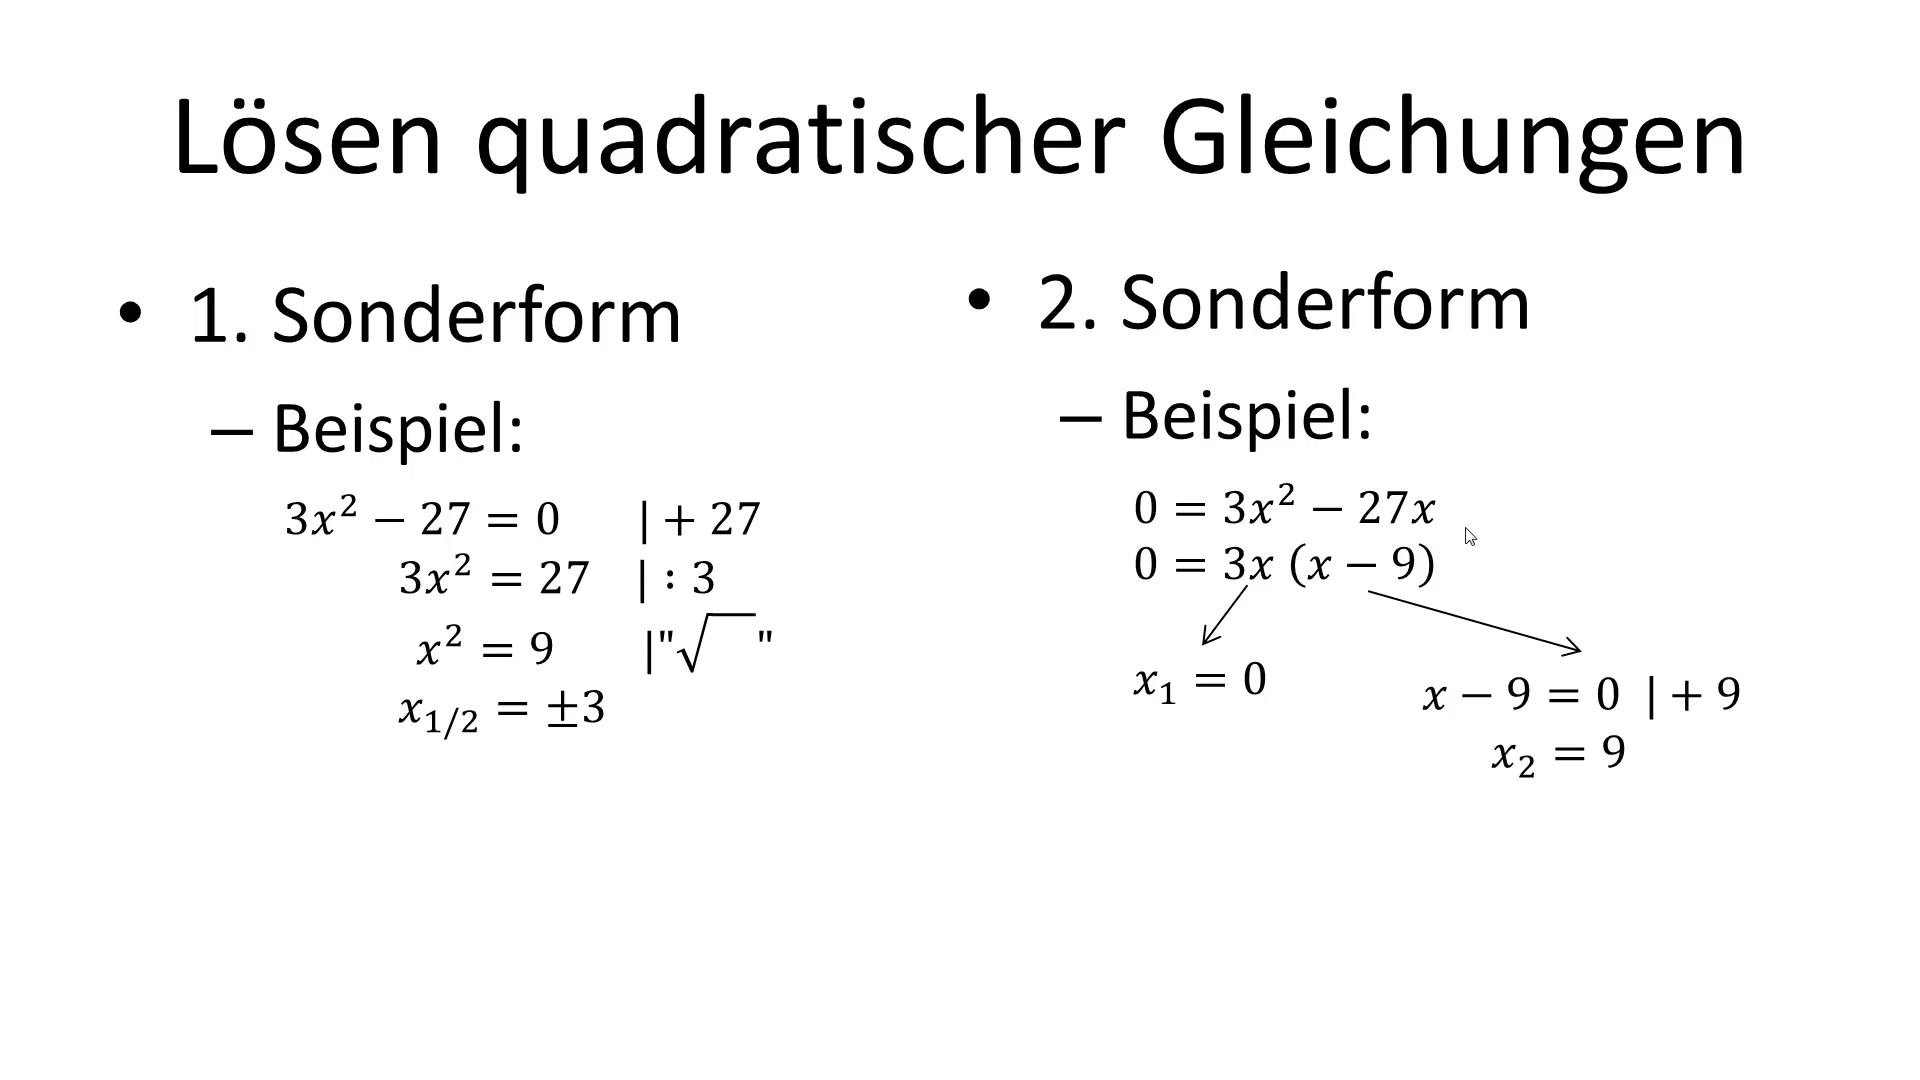 Lösen quadratischer Gleichungen
• 1. Sonderform
– Beispiel:
3x² − 27 = 0 |+ 27
3x² = 27 | : 3
x² = 9 |"√ "
x₁/₂ = ±3
• 2. Sonderform
– Beispiel:
0 = 3x² − 27x
0 = 3x (x − 9)
x₁ = 0
x − 9 = 0 |+ 9
x₂ = 9